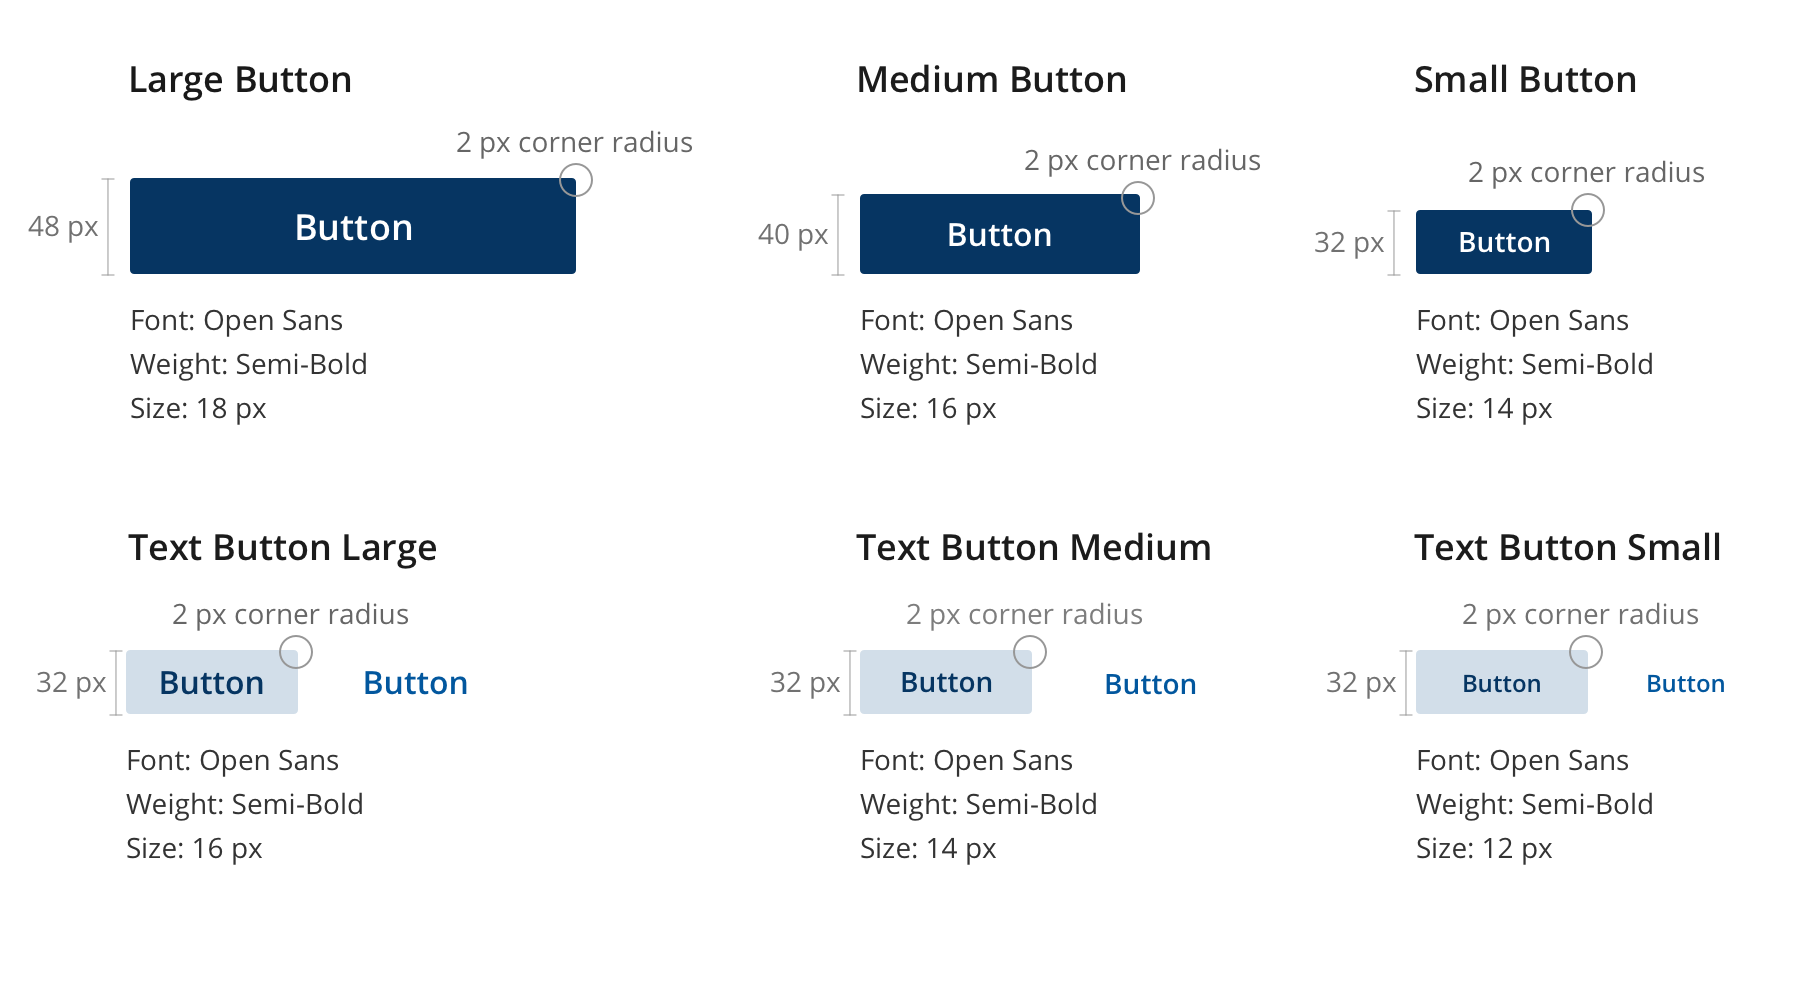 Large Button
2 px corner radius
48 px
Button
Font: Open Sans
Weight: Semi-Bold
Size: 18 px
Medium Button
2 px corner radius
40 px
Button
Font: Open Sans
Weight: Semi-Bold
Size: 16 px
Small Button
2 px corner radius
32 px
Button
Font: Open Sans
Weight: Semi-Bold
Size: 14 px
Text Button Large
2 px corner radius
32 px
Button
Button
Font: Open Sans
Weight: Semi-Bold
Size: 16 px
Text Button Medium
2 px corner radius
32 px
Button
Button
Font: Open Sans
Weight: Semi-Bold
Size: 14 px
Text Button Small
2 px corner radius
32 px
Button
Button
Font: Open Sans
Weight: Semi-Bold
Size: 12 px